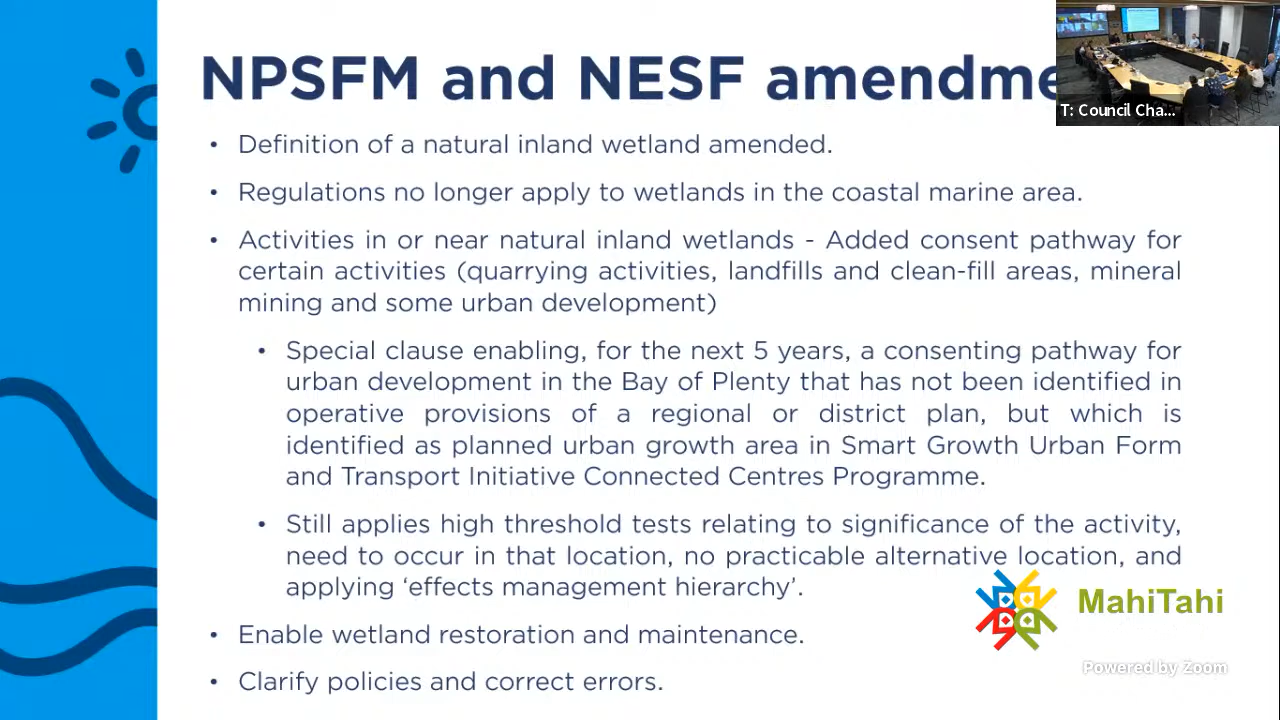 NPSFM and NESF amendme
T: Council Cha...
• Definition of a natural inland wetland amended.
• Regulations no longer apply to wetlands in the coastal marine area.
• Activities in or near natural inland wetlands - Added consent pathway for
certain activities (quarrying activities, landfills and clean-fill areas, mineral
mining and some urban development)
• Special clause enabling, for the next 5 years, a consenting pathway for
urban development in the Bay of Plenty that has not been identified in
operative provisions of a regional or district plan, but which is
identified as planned urban growth area in Smart Growth Urban Form
and Transport Initiative Connected Centres Programme.
• Still applies high threshold tests relating to significance of the activity,
need to occur in that location, no practicable alternative location, and
applying ‘effects management hierarchy’.
• Enable wetland restoration and maintenance.
• Clarify policies and correct errors.
MahiTahi
Powered by Zoom